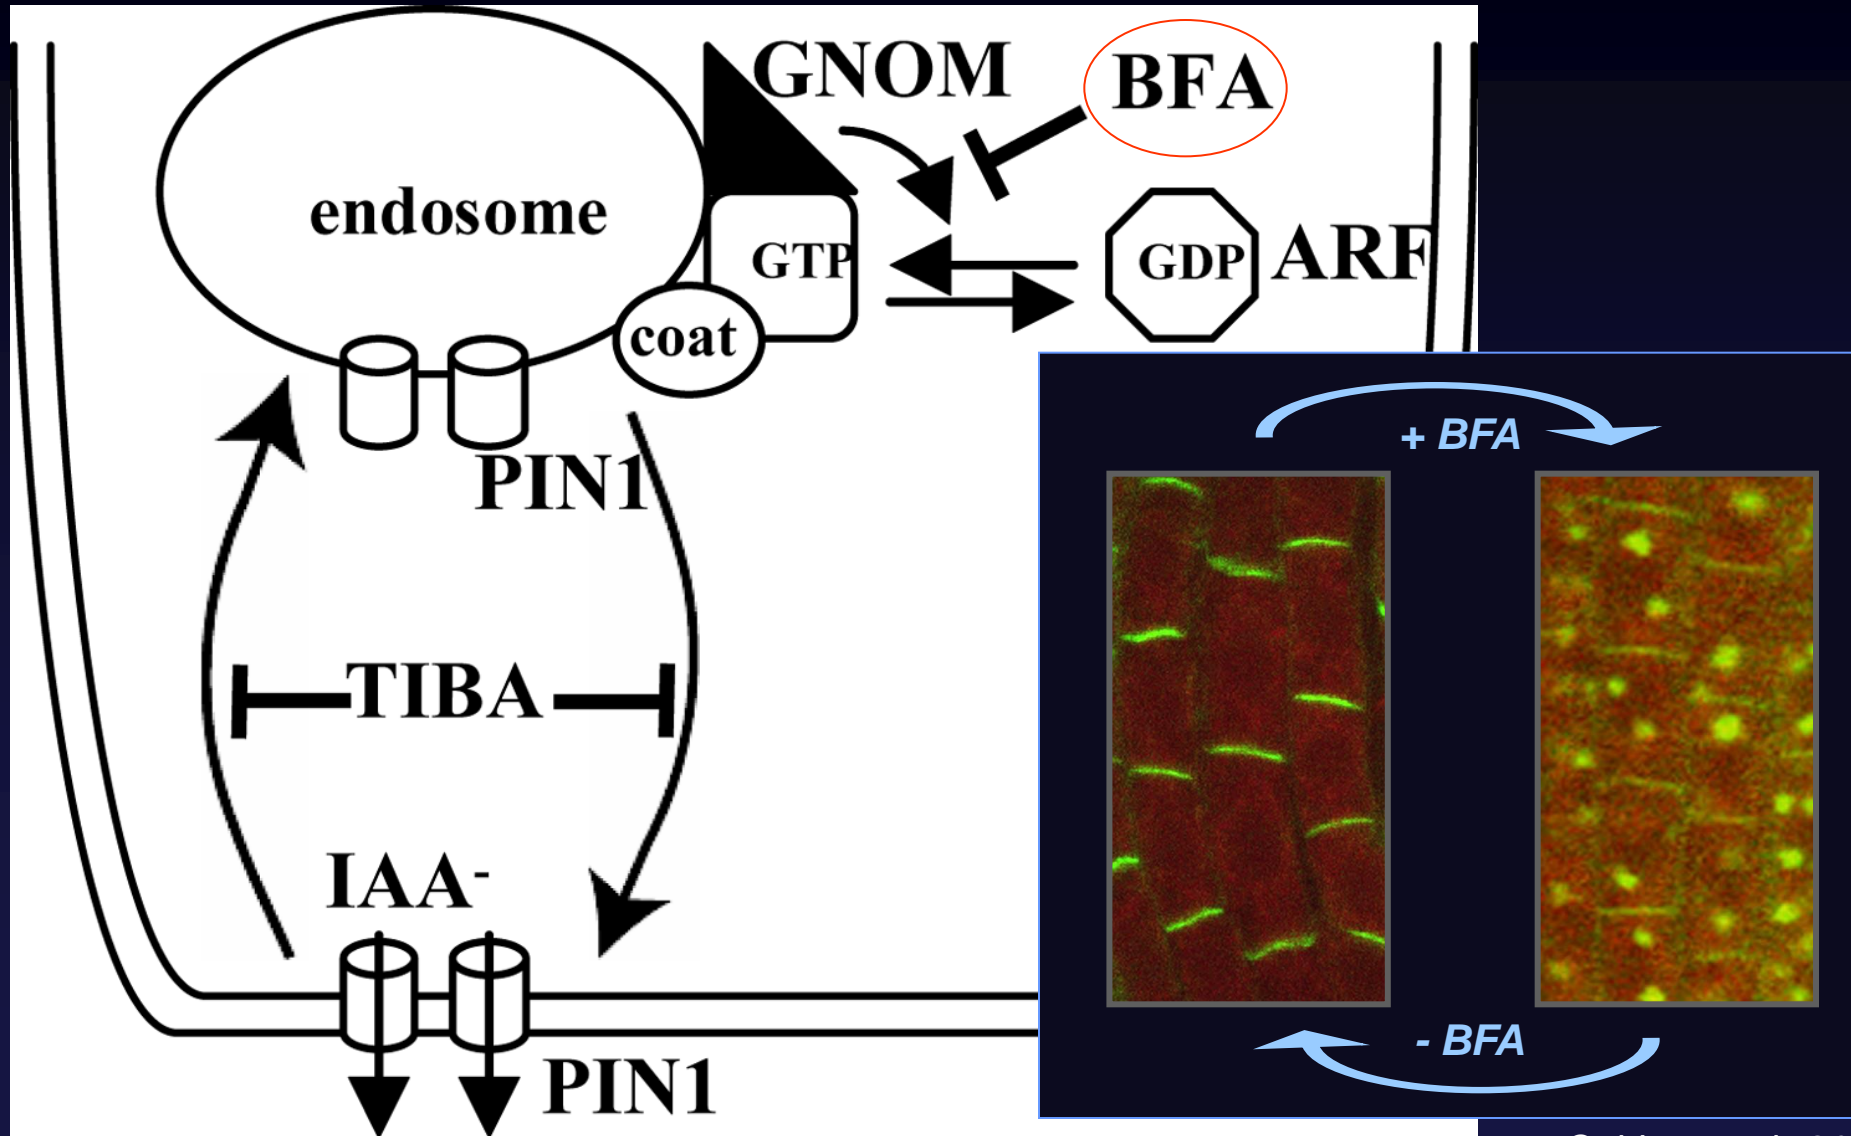 GNOM
BFA
endosome
GTP
GDP
ARF
coat
PIN1
+ BFA
TIBA
IAA-
- BFA
PIN1